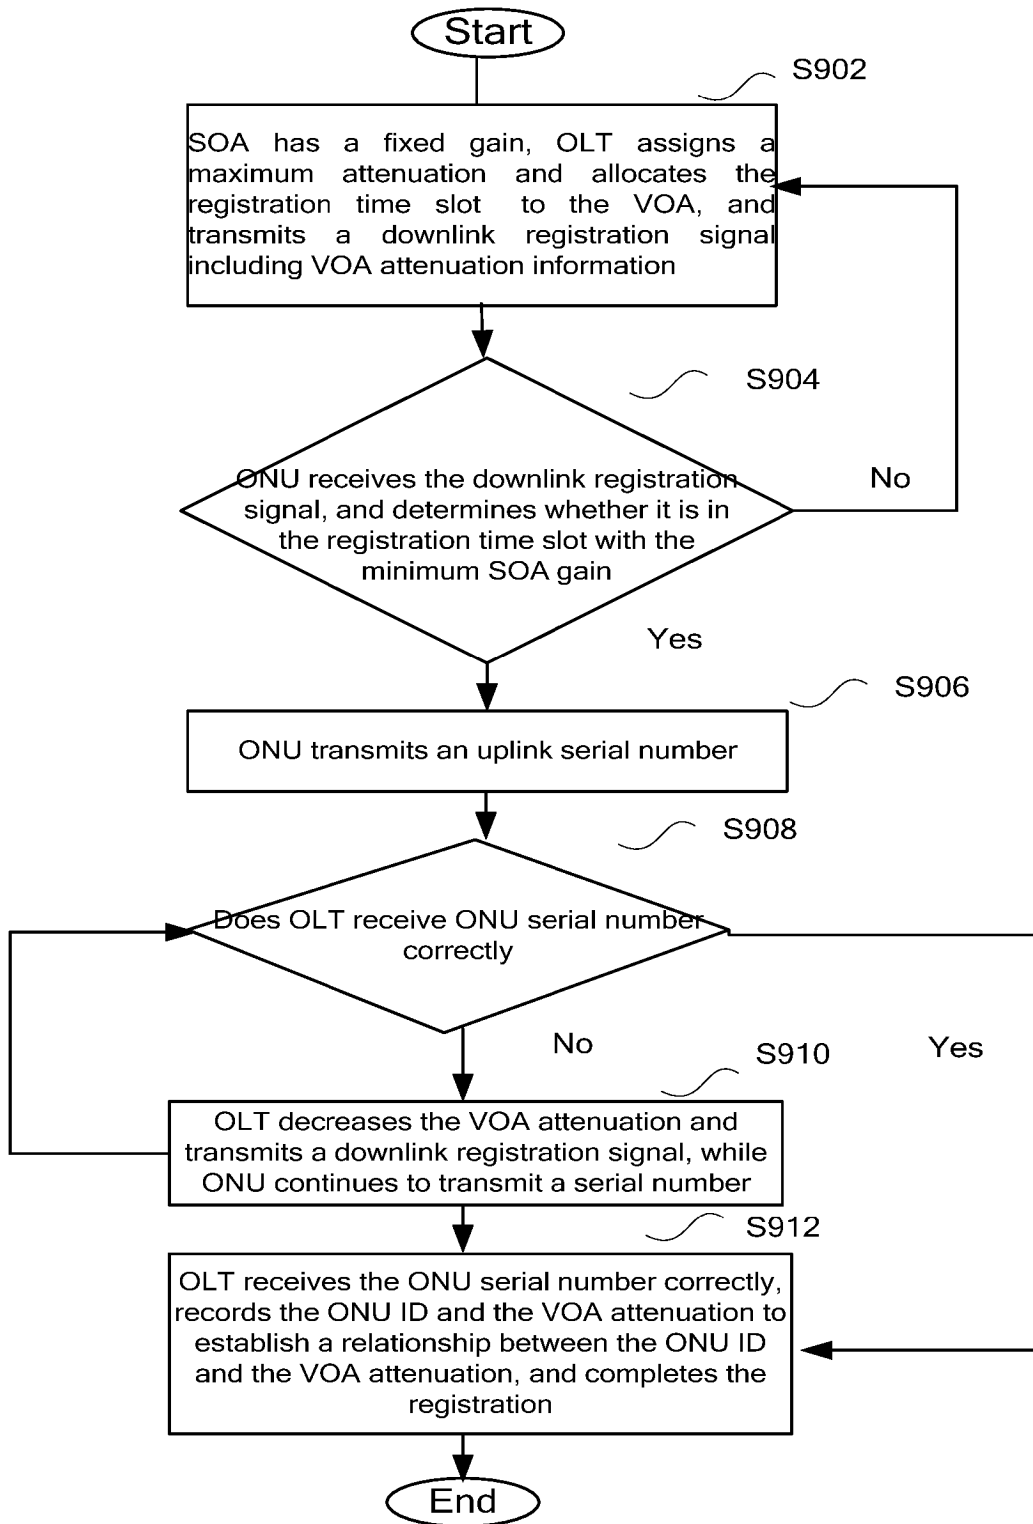 Start
S902
SOA has a fixed gain, OLT assigns a
maximum attenuation and allocates the
registration time slot to the VOA, and
transmits a downlink registration signal
including VOA attenuation information
S904
ONU receives the downlink registration
signal, and determines whether it is in
the registration time slot with the
minimum SOA gain
No
Yes
S906
ONU transmits an uplink serial number
S908
Does OLT receive ONU serial number
correctly
No
Yes
S910
OLT decreases the VOA attenuation and
transmits a downlink registration signal, while
ONU continues to transmit a serial number
S912
OLT receives the ONU serial number correctly,
records the ONU ID and the VOA attenuation to
establish a relationship between the ONU ID
and the VOA attenuation, and completes the
registration
End